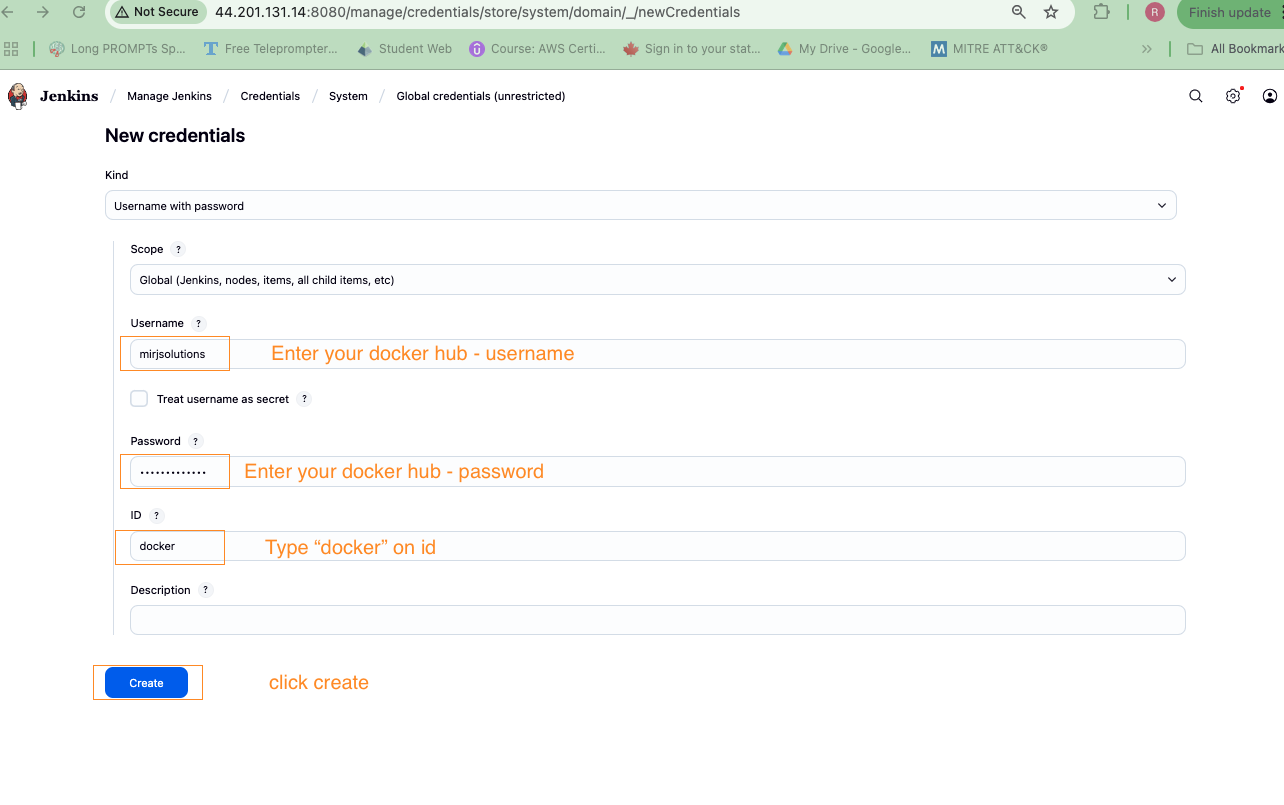 Not Secure 44.201.131.14:8080/manage/credentials/store/system/domain/_/newCredentials R Finish update
Long PROMPTs Sp... Free Teleprompter... Student Web Course: AWS Certi... Sign in to your stat... My Drive - Google... MITRE ATT&CK® » All Bookmark
Jenkins / Manage Jenkins / Credentials / System / Global credentials (unrestricted)
New credentials
Kind
Username with password
Scope ?
Global (Jenkins, nodes, items, all child items, etc)
Username ?
mirjsolutions Enter your docker hub - username
Treat username as secret ?
Password ?
············· Enter your docker hub - password
ID ?
docker Type “docker” on id
Description ?
Create click create